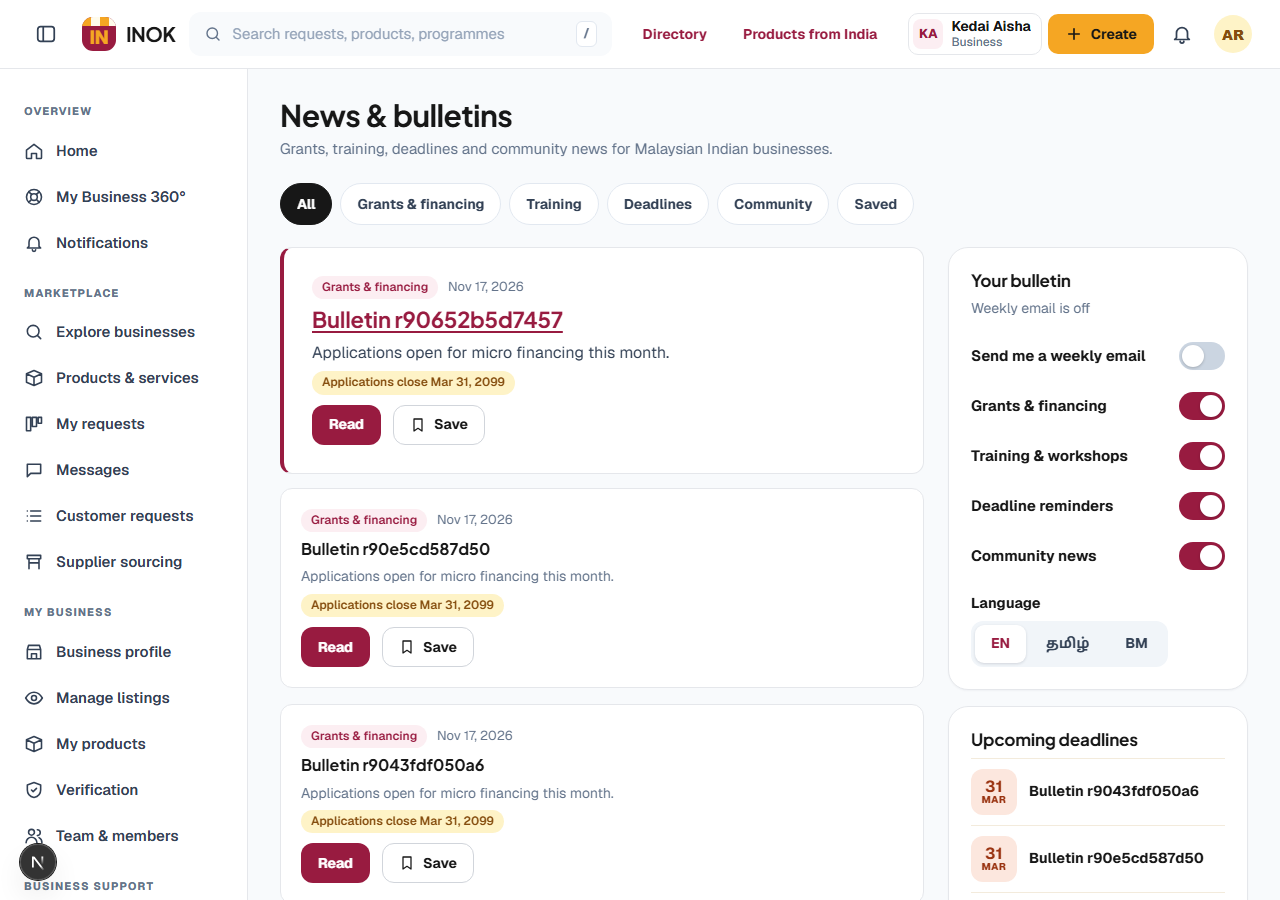 IN INOK
Search requests, products, programmes /
Directory
Products from India
KA Kedai Aisha
Business
Create
AR
OVERVIEW
Home
My Business 360°
Notifications
MARKETPLACE
Explore businesses
Products & services
My requests
Messages
Customer requests
Supplier sourcing
MY BUSINESS
Business profile
Manage listings
My products
Verification
Team & members
N
BUSINESS SUPPORT
News & bulletins
Grants, training, deadlines and community news for Malaysian Indian businesses.
All Grants & financing Training Deadlines Community Saved
Grants & financing Nov 17, 2026
Bulletin r90652b5d7457
Applications open for micro financing this month.
Applications close Mar 31, 2099
Read Save
Grants & financing Nov 17, 2026
Bulletin r90e5cd587d50
Applications open for micro financing this month.
Applications close Mar 31, 2099
Read Save
Grants & financing Nov 17, 2026
Bulletin r9043fdf050a6
Applications open for micro financing this month.
Applications close Mar 31, 2099
Read Save
Your bulletin
Weekly email is off
Send me a weekly email
Grants & financing
Training & workshops
Deadline reminders
Community news
Language
EN தமிழ் BM
Upcoming deadlines
31
MAR
Bulletin r9043fdf050a6
31
MAR
Bulletin r90e5cd587d50